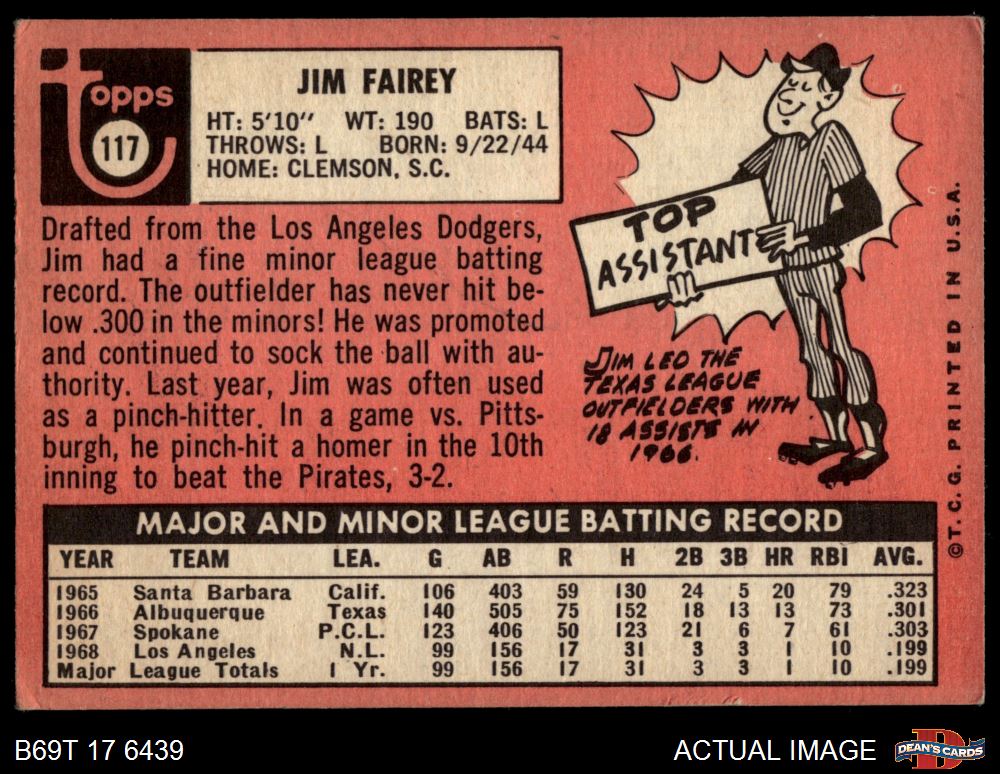 Topps
117
JIM FAIREY
HT: 5'10" WT: 190 BATS: L
THROWS: L BORN: 9/22/44
HOME: CLEMSON, S.C.
Drafted from the Los Angeles Dodgers,
Jim had a fine minor league batting
record. The outfielder has never hit be-
low .300 in the minors! He was promoted
and continued to sock the ball with au-
thority. Last year, Jim was often used
as a pinch-hitter. In a game vs. Pitts-
burgh, he pinch-hit a homer in the 10th
inning to beat the Pirates, 3-2.
TOP
ASSISTANT
JIM LED THE
TEXAS LEAGUE
OUTFIELDERS WITH
18 ASSISTS IN
1966.
©T.C.G. PRINTED IN U.S.A.
MAJOR AND MINOR LEAGUE BATTING RECORD
YEAR TEAM LEA. G AB R H 2B 3B HR RBI AVG.
1965 Santa Barbara Calif. 106 403 59 130 24 5 20 79 .323
1966 Albuquerque Texas 140 505 75 152 18 13 13 73 .301
1967 Spokane P.C.L. 123 406 50 123 21 6 7 61 .303
1968 Los Angeles N.L. 99 156 17 31 3 3 1 10 .199
Major League Totals 1 Yr. 99 156 17 31 3 3 1 10 .199
B69T 17 6439
ACTUAL IMAGE
D
DEAN'S CARDS